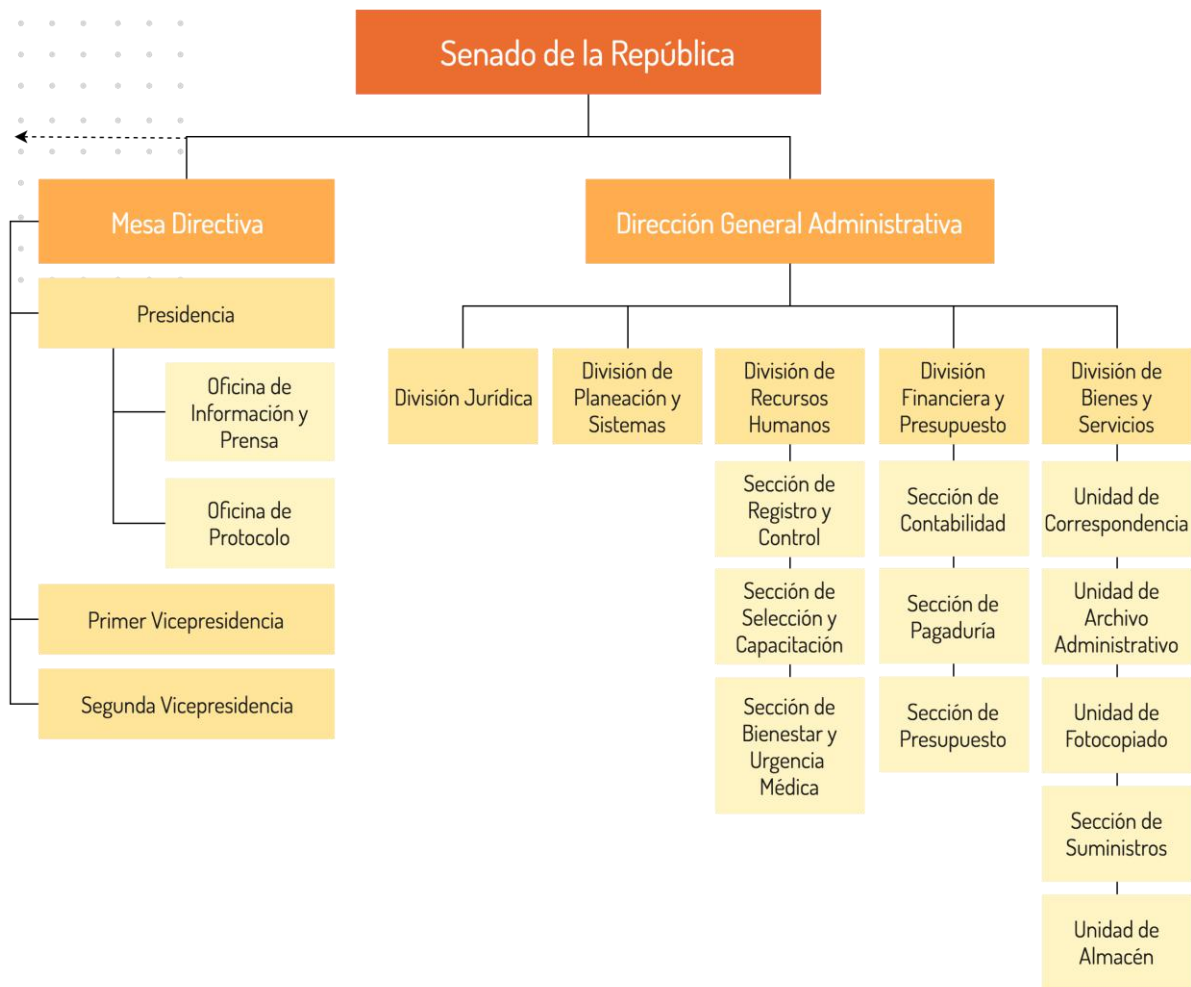 Senado de la República
Mesa Directiva
Presidencia
Oficina de
Información y
Prensa
Oficina de
Protocolo
Primer Vicepresidencia
Segunda Vicepresidencia
Dirección General Administrativa
División Jurídica
División de
Planeación y
Sistemas
División de
Recursos
Humanos
Sección de
Registro y
Control
Sección de
Selección y
Capacitación
Sección de
Bienestar y
Urgencia
Médica
División
Financiera y
Presupuesto
Sección de
Contabilidad
Sección de
Pagaduría
Sección de
Presupuesto
División de
Bienes y
Servicios
Unidad de
Correspondencia
Unidad de
Archivo
Administrativo
Unidad de
Fotocopiado
Sección de
Suministros
Unidad de
Almacén